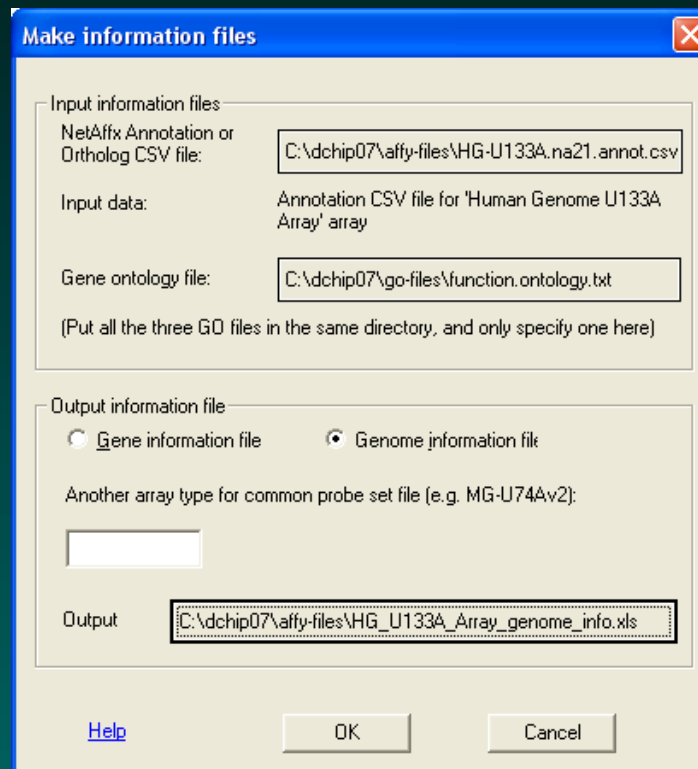 Make information files
Input information files
NetAffx Annotation or
Ortholog CSV file:
C:\dchip07\affy-files\HG-U133A.na21.annot.csv
Input data:
Annotation CSV file for 'Human Genome U133A
Array' array
Gene ontology file:
C:\dchip07\go-files\function.ontology.txt
(Put all the three GO files in the same directory, and only specify one here)
Output information file
Gene information file
Genome information file
Another array type for common probe set file (e.g. MG-U74Av2):
Output
C:\dchip07\affy-files\HG_U133A_Array_genome_info.xls
Help
OK
Cancel